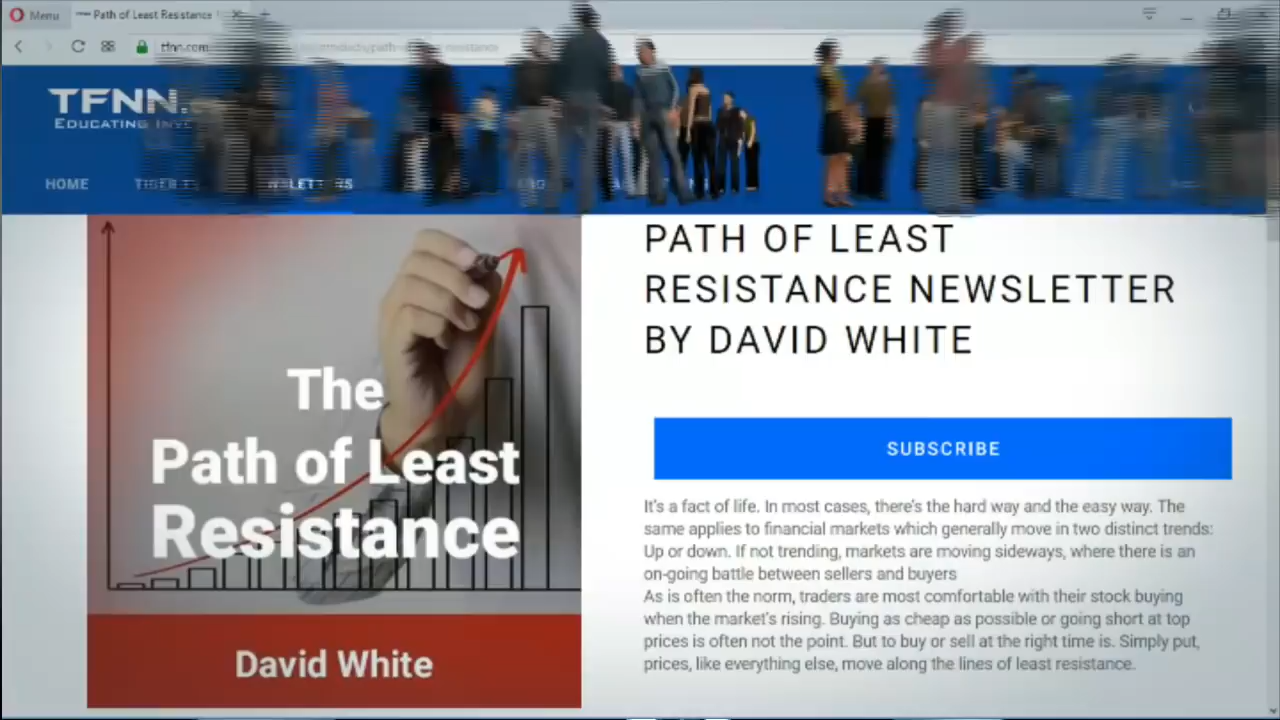 Menu
Path of Least Resistance
tfnn.com
TFNN.
EDUCATING
HOME
PATH OF LEAST
RESISTANCE NEWSLETTER
BY DAVID WHITE
The
Path of Least
Resistance
David White
SUBSCRIBE
It's a fact of life. In most cases, there's the hard way and the easy way. The
same applies to financial markets which generally move in two distinct trends:
Up or down. If not trending, markets are moving sideways, where there is an
on-going battle between sellers and buyers
As is often the norm, traders are most comfortable with their stock buying
when the market's rising. Buying as cheap as possible or going short at top
prices is often not the point. But to buy or sell at the right time is. Simply put,
prices, like everything else, move along the lines of least resistance.